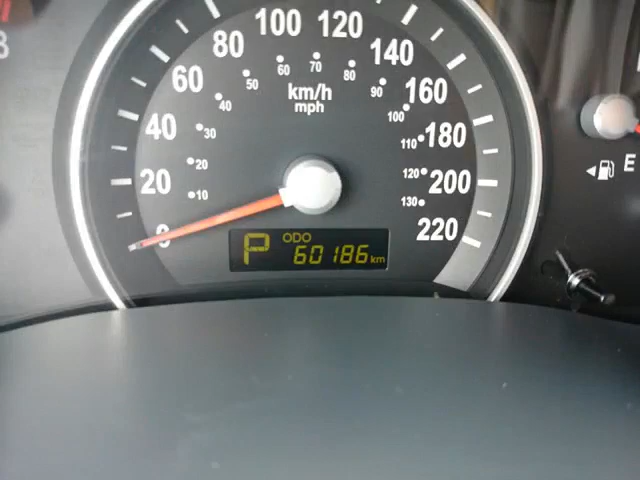 100 120
80 140
60 160
40 180
20 200
0 220
60 70 80
50 90
40 100
30 110
20 120
10 130
km/h
mph
ODO
P 60186 km
E
8